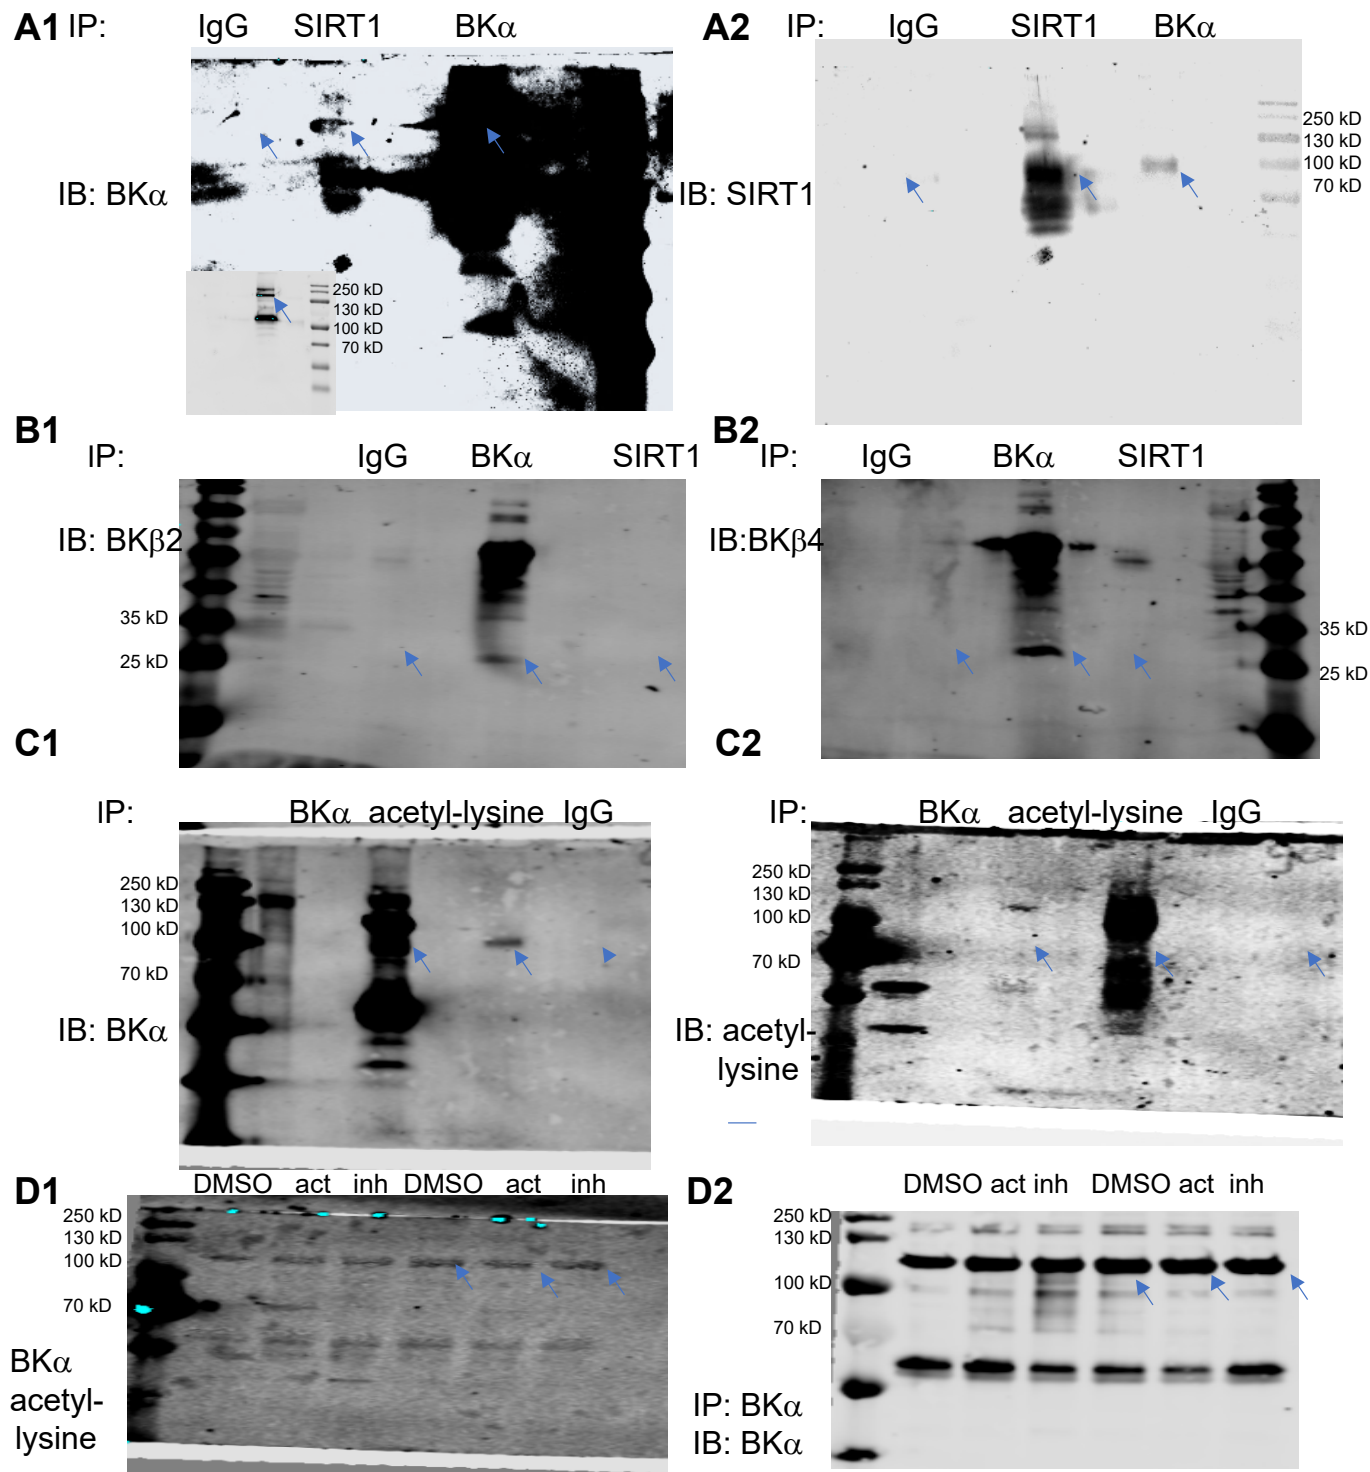 A1 IP: IgG SIRT1 BKα
IB: BKα
250 kD
130 kD
100 kD
70 kD
A2 IP: IgG SIRT1 BKα
IB: SIRT1
250 kD
130 kD
100 kD
70 kD
B1
IP: IgG BKα SIRT1
IB: BKβ2
35 kD
25 kD
B2
IP: IgG BKα SIRT1
IB:BKβ4
35 kD
25 kD
C1
IP: BKα acetyl-lysine IgG
250 kD
130 kD
100 kD
70 kD
IB: BKα
C2
IP: BKα acetyl-lysine IgG
250 kD
130 kD
100 kD
70 kD
IB: acetyl-
lysine
D1 DMSO act inh DMSO act inh
250 kD
130 kD
100 kD
70 kD
BKα
acetyl-
lysine
D2 DMSO act inh DMSO act inh
250 kD
130 kD
100 kD
70 kD
IP: BKα
IB: BKα